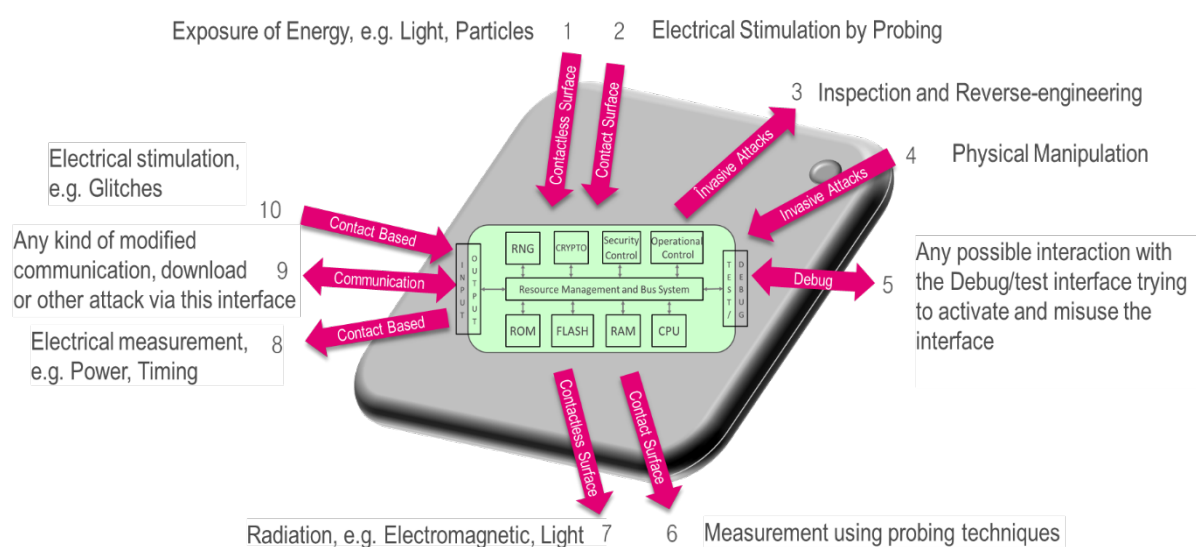 Exposure of Energy, e.g. Light, Particles 1
2 Electrical Stimulation by Probing
3 Inspection and Reverse-engineering
4 Physical Manipulation
Contactless Surface
Contact Surface
Învasive Attacks
Invasive Attacks
Electrical stimulation,
e.g. Glitches
10
Contact Based
Any kind of modified
communication, download
or other attack via this interface
9
Communication
Electrical measurement,
e.g. Power, Timing
8
Contact Based
INPUT
OUTPUT
RNG
CRYPTO
Security
Control
Operational
Control
Resource Management and Bus System
ROM
FLASH
RAM
CPU
TEST/
DEBUG
Debug
5
Any possible interaction with
the Debug/test interface trying
to activate and misuse the
interface
Contactless Surface
Contact Surface
Radiation, e.g. Electromagnetic, Light 7
6 Measurement using probing techniques